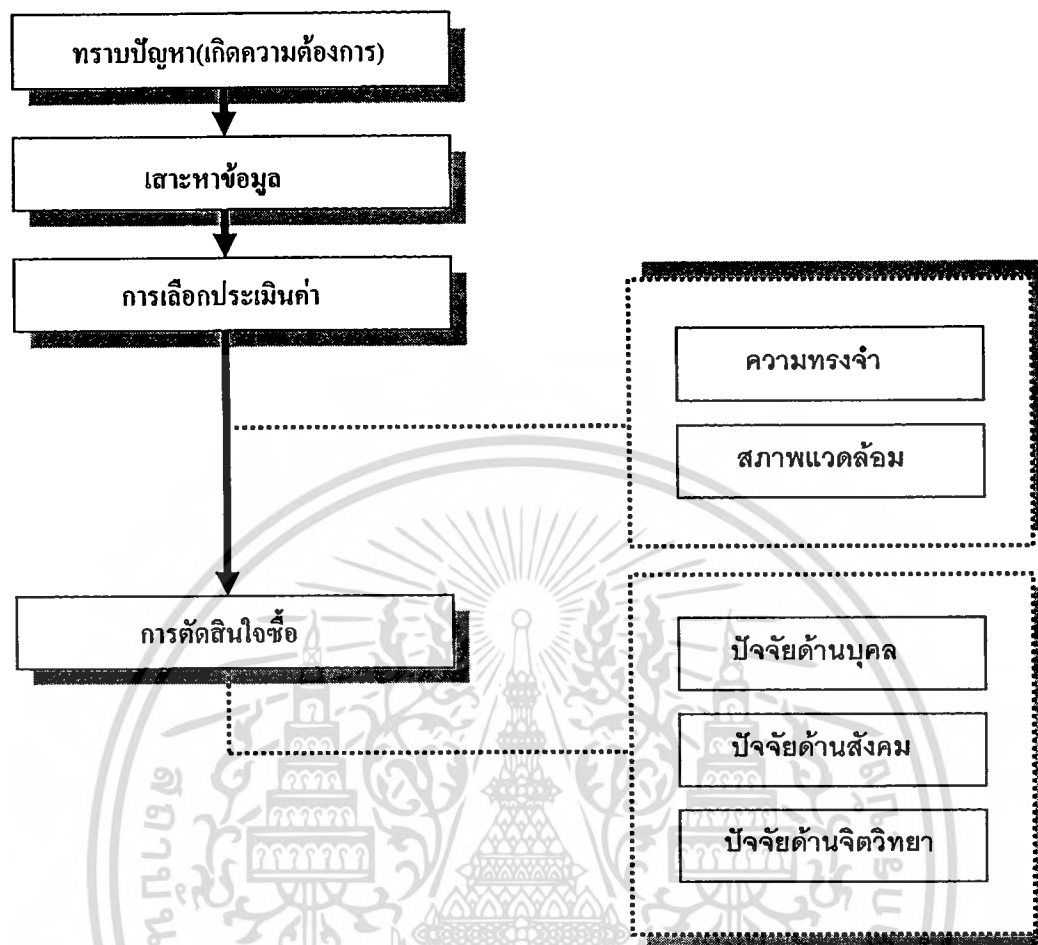 ทราบปัญหา(เกิดความต้องการ)
เสาะหาข้อมูล
การเลือกประเมินค่า
ความทรงจำ
สภาพแวดล้อม
การตัดสินใจซื้อ
ปัจจัยด้านบุคล
ปัจจัยด้านสังคม
ปัจจัยด้านจิตวิทยา